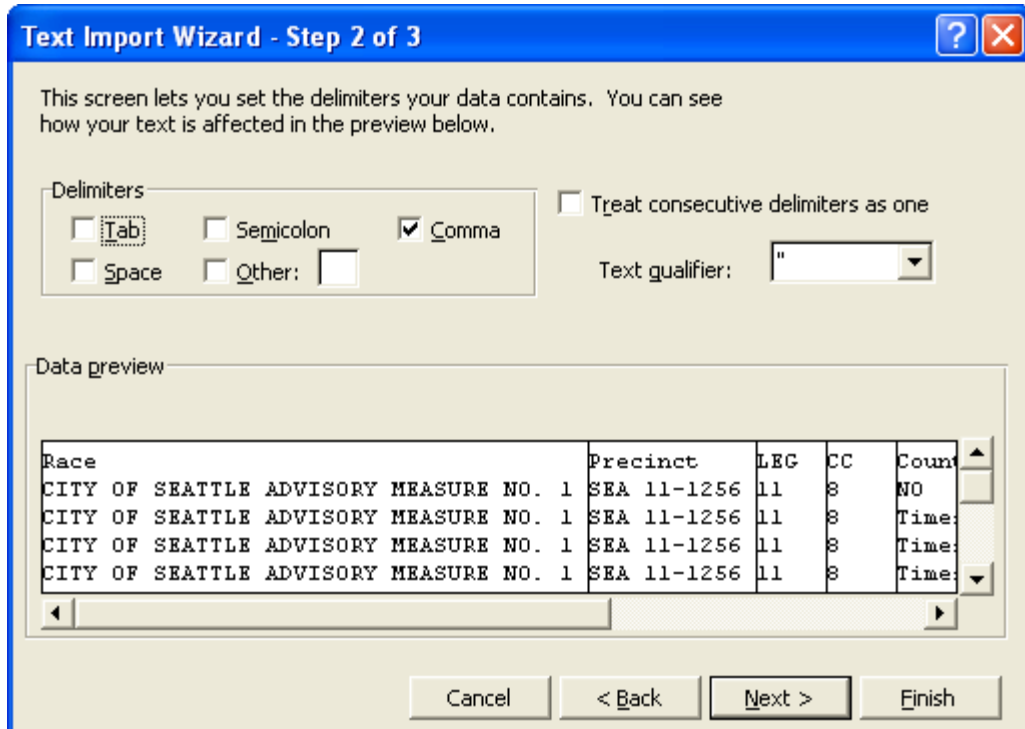 Text Import Wizard - Step 2 of 3
This screen lets you set the delimiters your data contains. You can see
how your text is affected in the preview below.
Delimiters
Tab
Semicolon
Comma
Space
Other:
Treat consecutive delimiters as one
Text qualifier: "
Data preview
Race Precinct LEG CC Count
CITY OF SEATTLE ADVISORY MEASURE NO. 1 SEA 11-1256 11 8 NO
CITY OF SEATTLE ADVISORY MEASURE NO. 1 SEA 11-1256 11 8 Times
CITY OF SEATTLE ADVISORY MEASURE NO. 1 SEA 11-1256 11 8 Times
CITY OF SEATTLE ADVISORY MEASURE NO. 1 SEA 11-1256 11 8 Times
Cancel
< Back
Next >
Finish